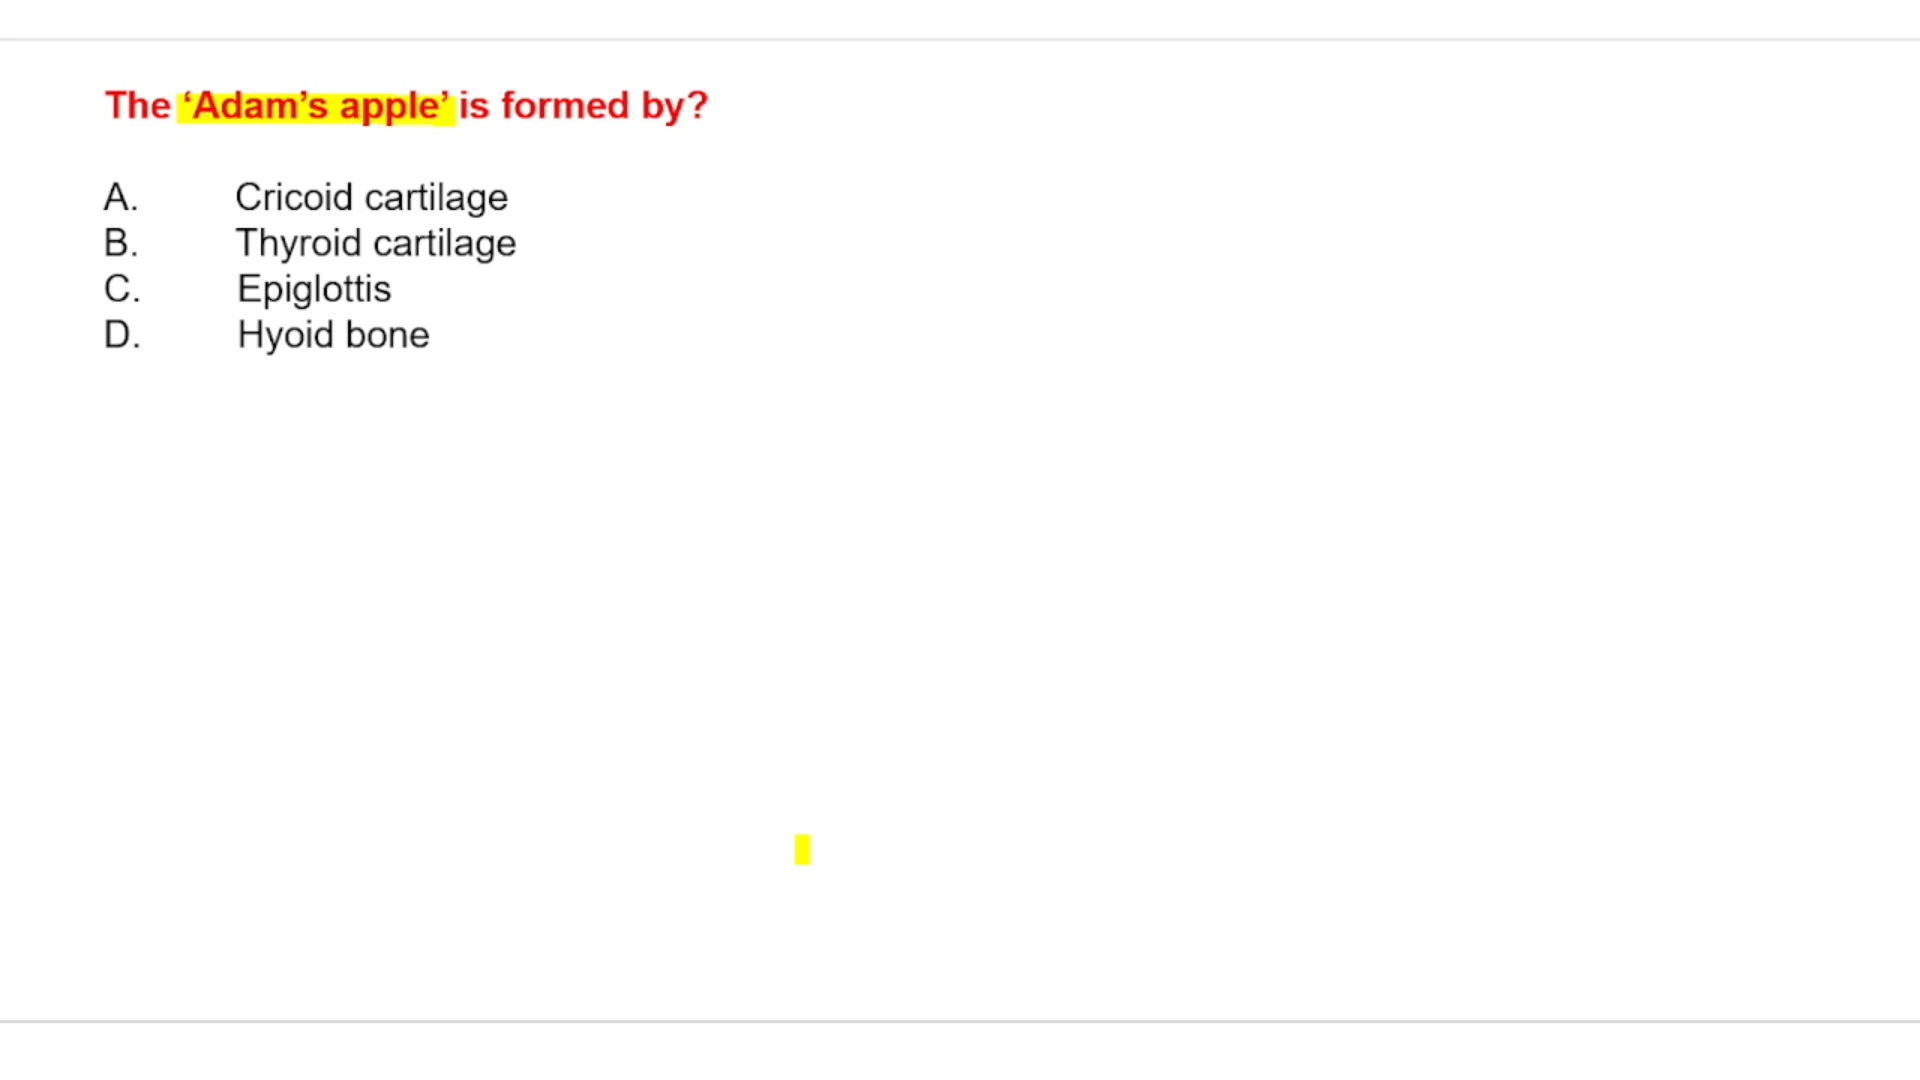 The ‘Adam’s apple’ is formed by?
A. Cricoid cartilage
B. Thyroid cartilage
C. Epiglottis
D. Hyoid bone